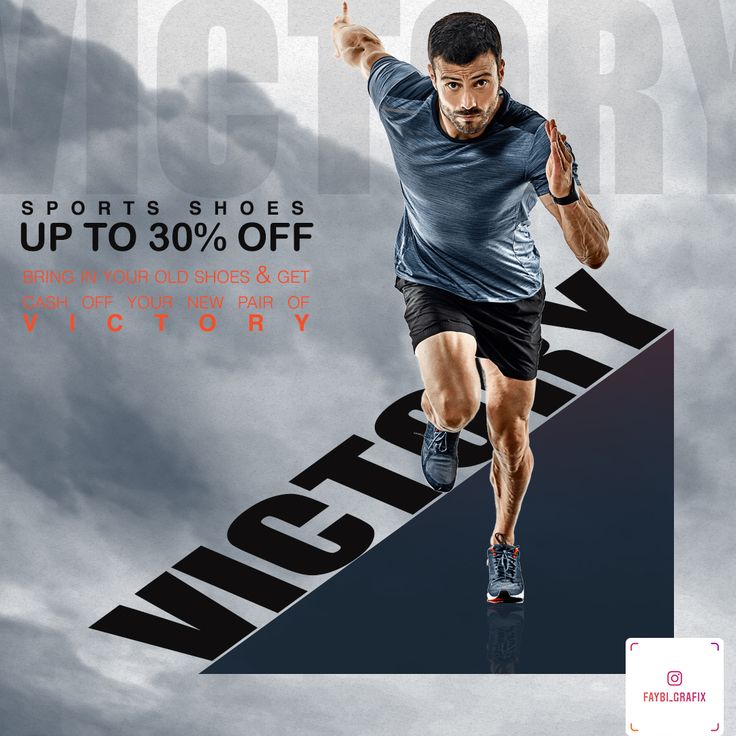 VICTORY
SPORTS SHOES
UP TO 30% OFF
BRING IN YOUR OLD SHOES & GET
CASH OFF YOUR NEW PAIR OF
VICTORY
VICTORY
FAYBI_GRAFIX